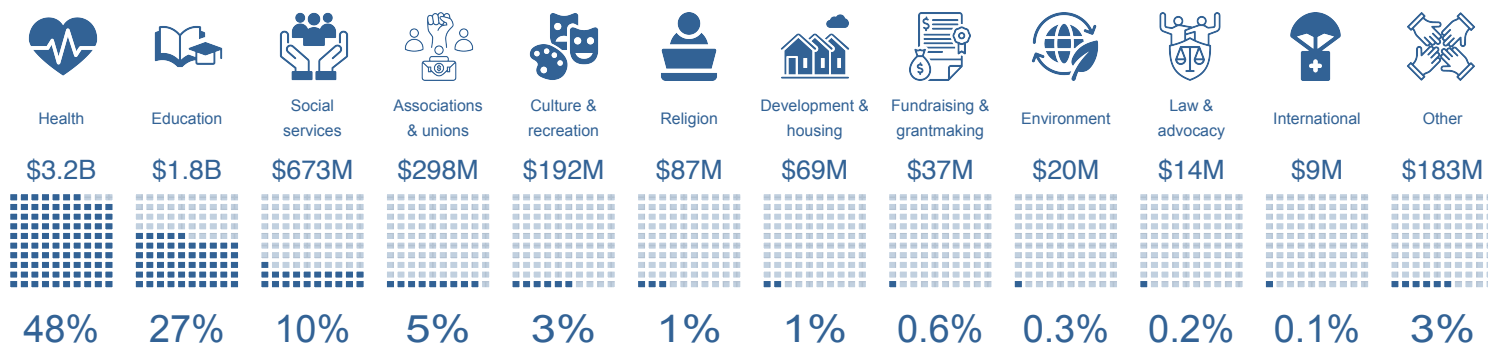 Health
Education
Social
services
Associations
& unions
Culture &
recreation
Religion
Development &
housing
Fundraising &
grantmaking
Environment
Law &
advocacy
International
Other
$3.2B
$1.8B
$673M
$298M
$192M
$87M
$69M
$37M
$20M
$14M
$9M
$183M
48%
27%
10%
5%
3%
1%
1%
0.6%
0.3%
0.2%
0.1%
3%